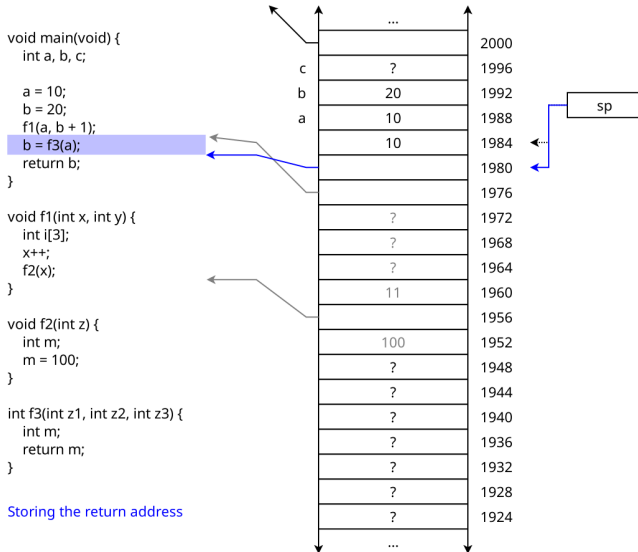 void main(void) {
int a, b, c;
a = 10;
b = 20;
f1(a, b + 1);
b = f3(a);
return b;
}
void f1(int x, int y) {
int i[3];
x++;
f2(x);
}
void f2(int z) {
int m;
m = 100;
}
int f3(int z1, int z2, int z3) {
int m;
return m;
}
Storing the return address
...
2000
c ? 1996
b 20 1992
a 10 1988
10 1984
1980
1976
? 1972
? 1968
? 1964
11 1960
1956
100 1952
? 1948
? 1944
? 1940
? 1936
? 1932
? 1928
? 1924
...
sp